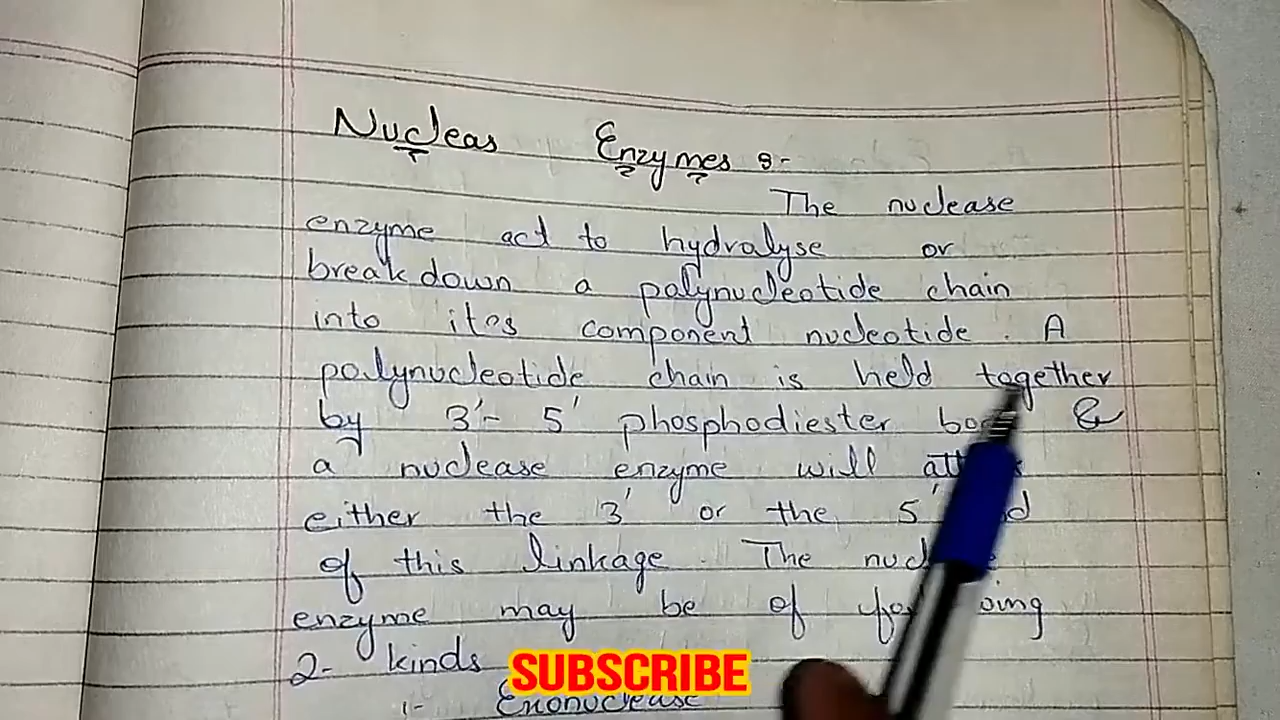 Nucleas Enzymes :-
The nuclease
enzyme act to hydralyse or
breakdown a polynucleotide chain
into its component nucleotide. A
polynucleotide chain is held together
by 3'- 5' phosphodiester &
a nuclease enzyme will
either the 3' or the 5'
of this linkage. The
enzyme may be of
2- kinds
SUBSCRIBE
1- Exonuclease